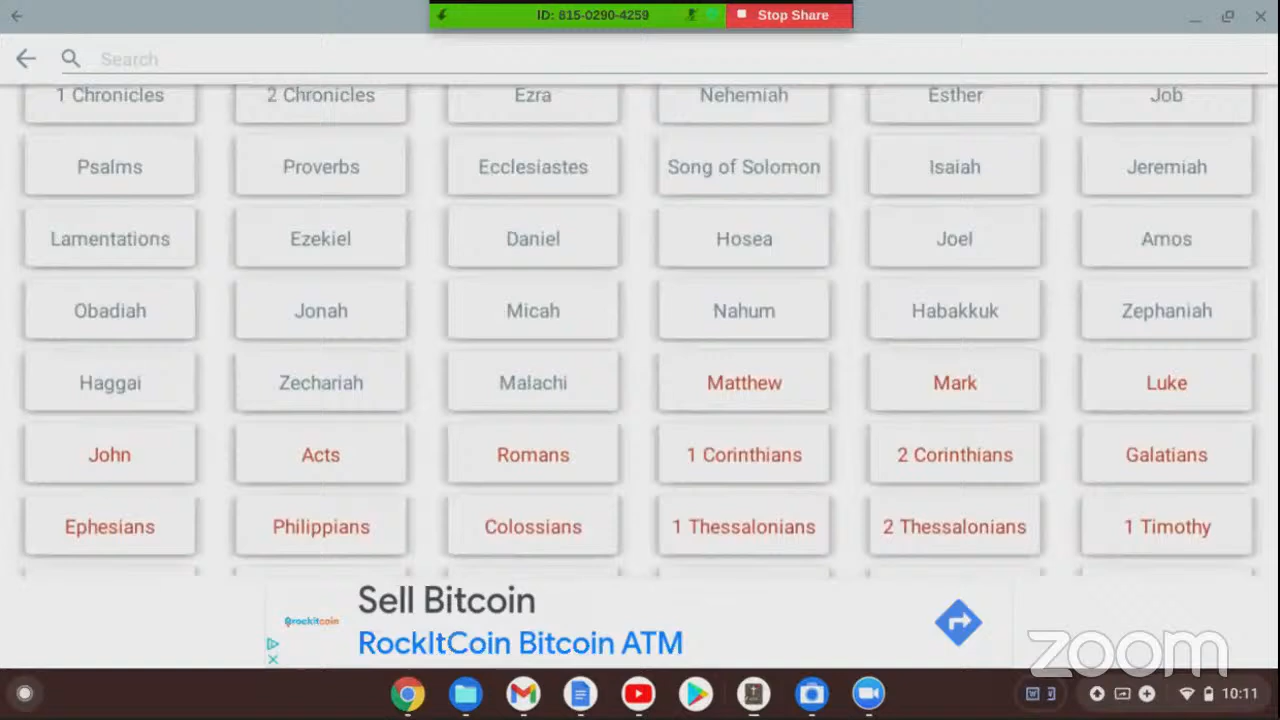 ID: 815-0290-4259 Stop Share
Search
1 Chronicles 2 Chronicles Ezra Nehemiah Esther Job
Psalms Proverbs Ecclesiastes Song of Solomon Isaiah Jeremiah
Lamentations Ezekiel Daniel Hosea Joel Amos
Obadiah Jonah Micah Nahum Habakkuk Zephaniah
Haggai Zechariah Malachi Matthew Mark Luke
John Acts Romans 1 Corinthians 2 Corinthians Galatians
Ephesians Philippians Colossians 1 Thessalonians 2 Thessalonians 1 Timothy
Sell Bitcoin
rockitcoin
RockItCoin Bitcoin ATM
zoom
10:11